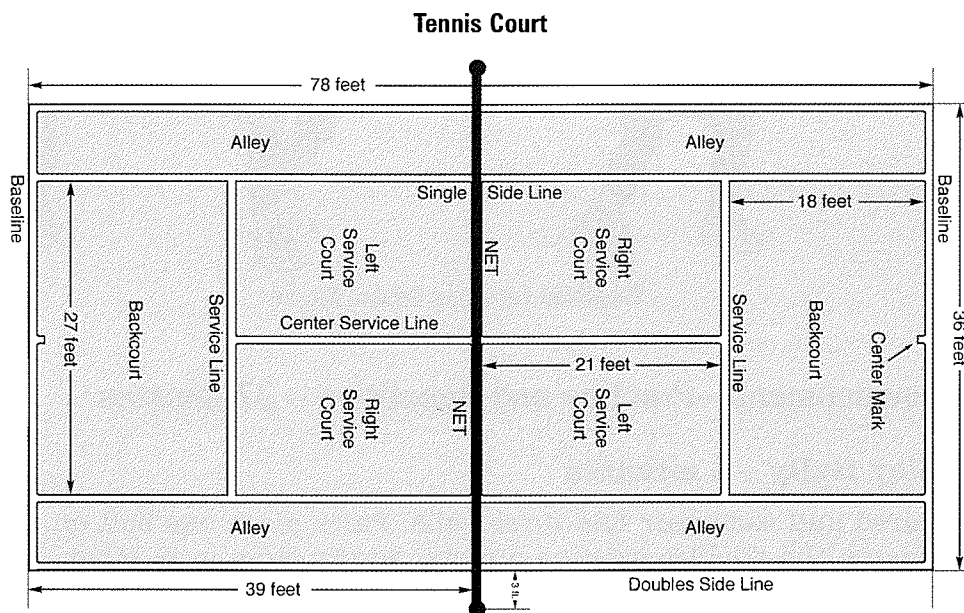 Tennis Court
78 feet
Alley
Alley
Baseline
Single
Side Line
Baseline
18 feet
Left
Service
Court
NET
Right
Service
Court
27 feet
Backcourt
Service Line
Center Service Line
Service Line
Backcourt
Center Mark
36 feet
21 feet
Right
Service
Court
NET
Left
Service
Court
Alley
Alley
39 feet
3 ft.
Doubles Side Line